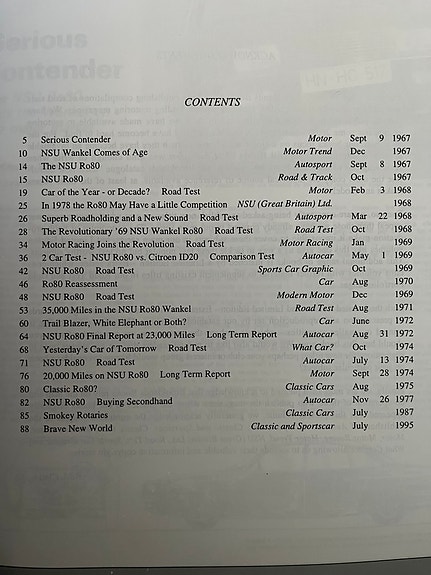 CONTENTS
5 Serious Contender Motor Sept 9 1967
10 NSU Wankel Comes of Age Motor Trend Dec 1967
14 The NSU Ro80 Autosport Sept 8 1967
15 NSU Ro80 Road & Track Oct 1967
19 Car of the Year - or Decade? Road Test Motor Feb 3 1968
25 In 1978 the Ro80 May Have a Little Competition NSU (Great Britain) Ltd. 1968
26 Superb Roadholding and a New Sound Road Test Autosport Mar 22 1968
28 The Revolutionary '69 NSU Wankel Ro80 Road Test Road Test Oct 1968
34 Motor Racing Joins the Revolution Road Test Motor Racing Jan 1969
36 2 Car Test - NSU Ro80 vs. Citroen ID20 Comparison Test Autocar May 1 1969
42 NSU Ro80 Road Test Sports Car Graphic Oct 1969
46 Ro80 Reassessment Car Aug 1970
48 NSU Ro80 Road Test Modern Motor Dec 1969
53 35,000 Miles in the NSU Ro80 Wankel Road Test Aug 1971
60 Trail Blazer, White Elephant or Both? Car June 1972
64 NSU Ro80 Final Report at 23,000 Miles Long Term Report Autocar Aug 31 1972
68 Yesterday's Car of Tomorrow Road Test What Car? Oct 1974
71 NSU Ro80 Road Test Autocar July 13 1974
76 20,000 Miles on NSU Ro80 Long Term Report Motor Sept 28 1974
80 Classic Ro80? Classic Cars Aug 1975
82 NSU Ro80 Buying Secondhand Autocar Nov 26 1977
85 Smokey Rotaries Classic Cars July 1987
88 Brave New World Classic and Sportscar July 1995